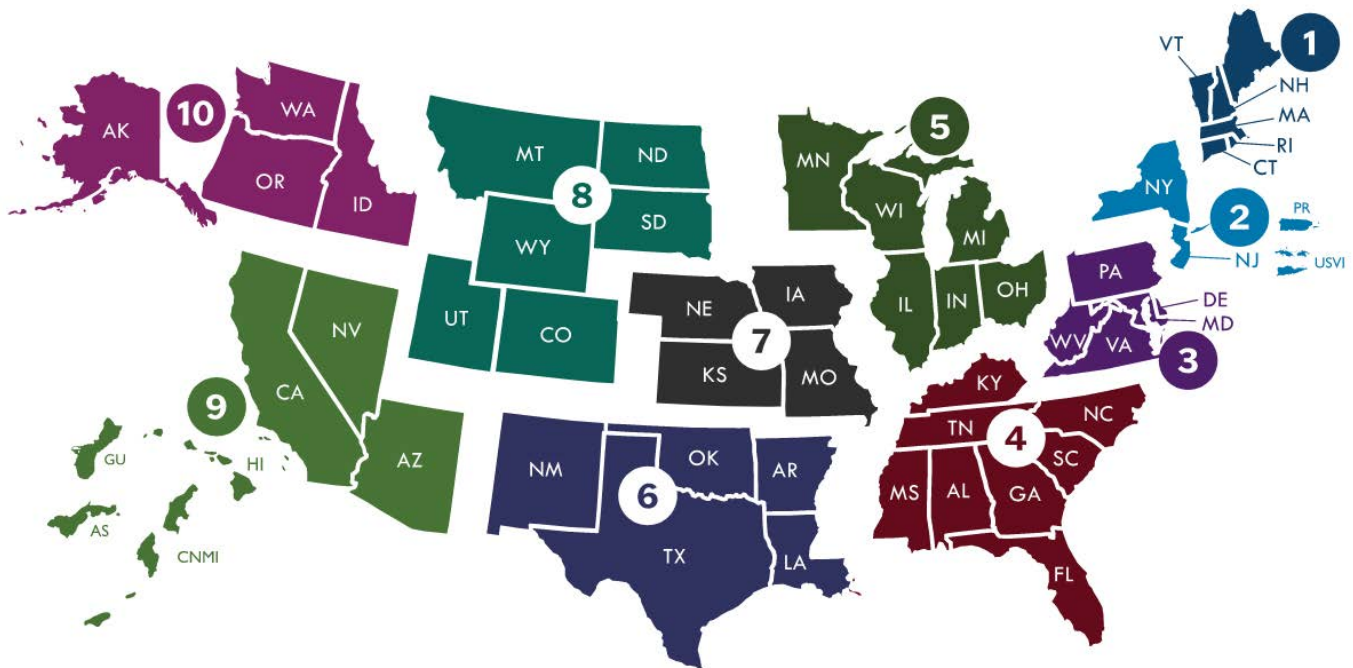 1
VT
NH
MA
RI
CT
10
WA
AK
OR
ID
8
MT
ND
SD
WY
UT
CO
5
MN
WI
MI
IL
IN
OH
2
NY
NJ
PR
USVI
3
PA
DE
MD
WV
VA
7
NE
IA
KS
MO
9
NV
CA
AZ
HI
GU
AS
CNMI
6
NM
OK
AR
TX
LA
4
KY
NC
TN
SC
MS
AL
GA
FL